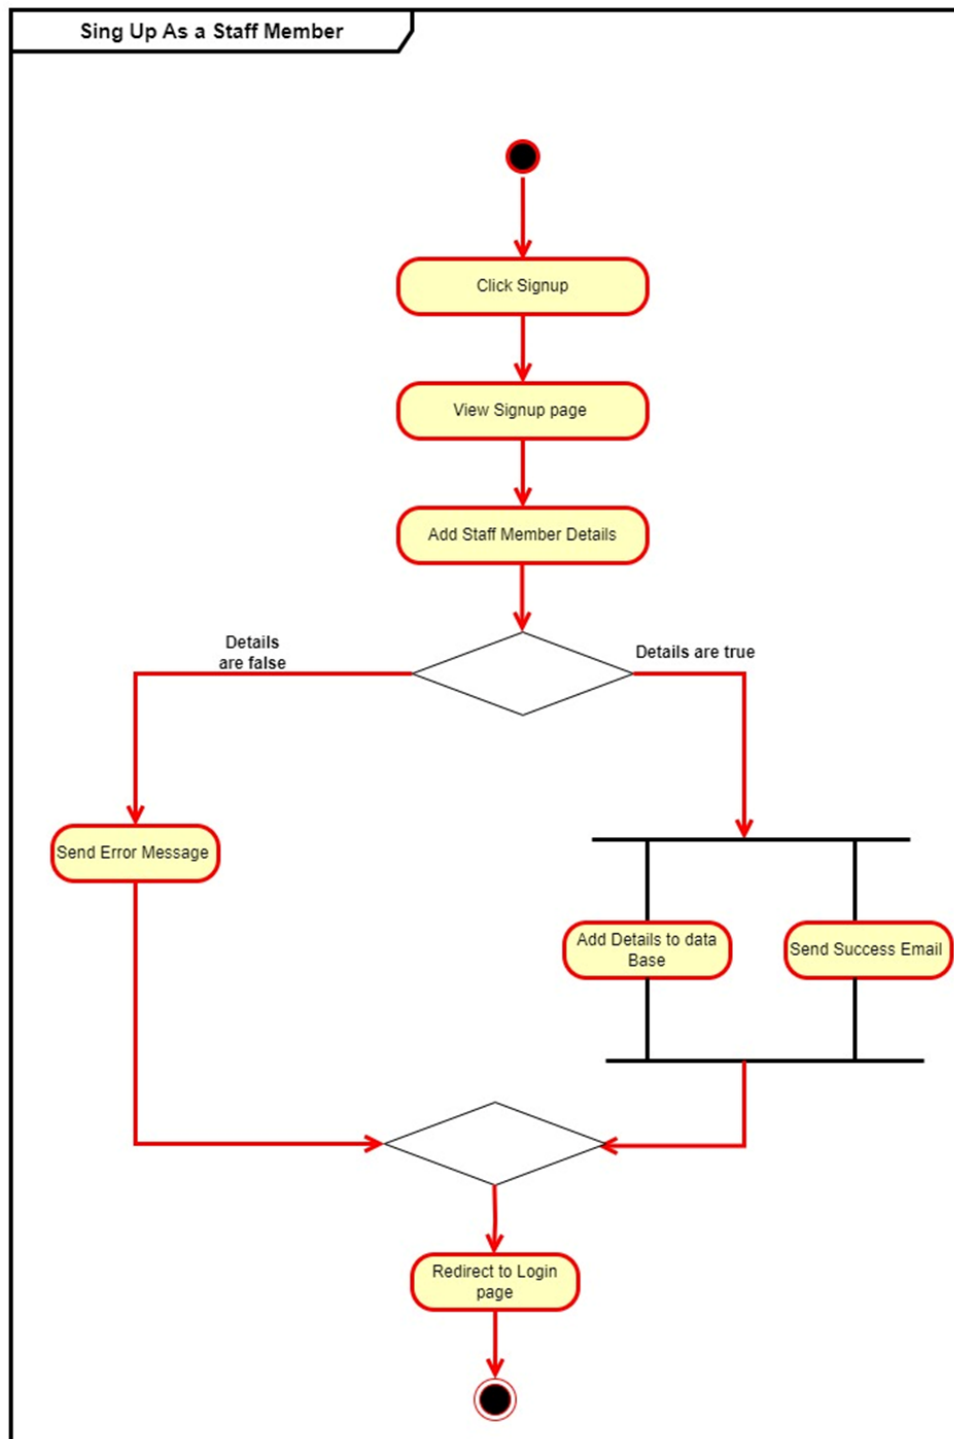 Sing Up As a Staff Member
Click Signup
View Signup page
Add Staff Member Details
Details
are false
Details are true
Send Error Message
Add Details to data
Base
Send Success Email
Redirect to Login
page